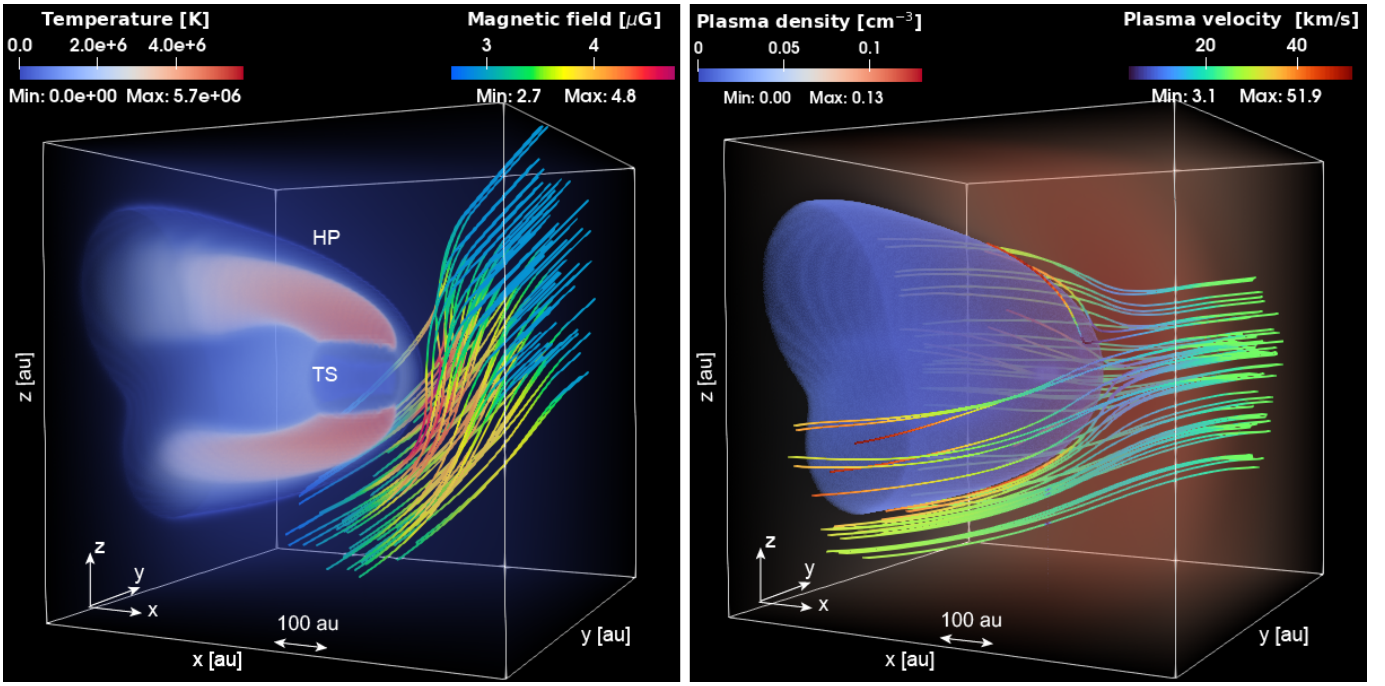 Temperature [K]
0.0 2.0e+6 4.0e+6
Min: 0.0e+00 Max: 5.7e+06
Magnetic field [μG]
3 4
Min: 2.7 Max: 4.8
HP
TS
z [au]
z
y
x
100 au
x [au]
y [au]
Plasma density [cm⁻³]
0 0.05 0.1
Min: 0.00 Max: 0.13
Plasma velocity [km/s]
20 40
Min: 3.1 Max: 51.9
z [au]
z
y
x
100 au
x [au]
y [au]